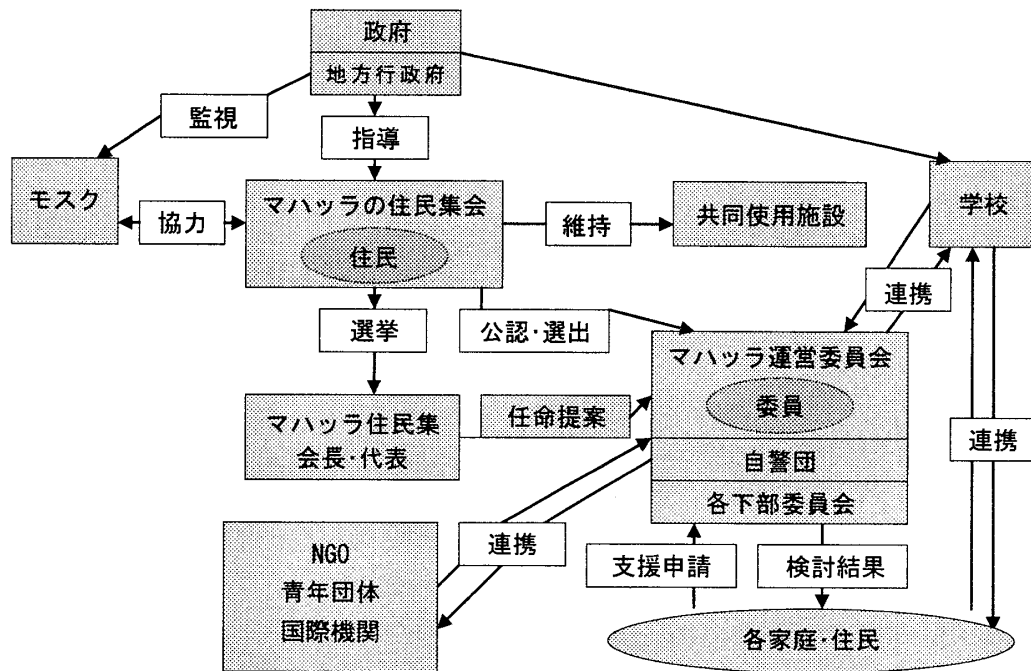 政府
地方行政府
監視
指導
モスク
協力
マハッラの住民集会
住民
維持
共同使用施設
学校
連携
選挙
公認・選出
マハッラ運営委員会
委員
マハッラ住民集
会長・代表
任命提案
自警団
各下部委員会
連携
NGO
青年団体
国際機関
連携
支援申請
検討結果
各家庭・住民